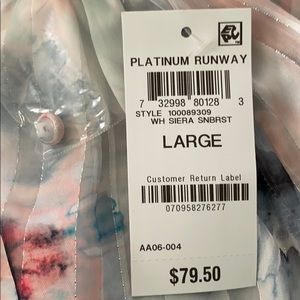 PLATINUM RUNWAY
7 32998 80128 3
STYLE 100089309
WH SIERA SNBRST
LARGE
Customer Return Label
070958276277
AA06-004
$79.50